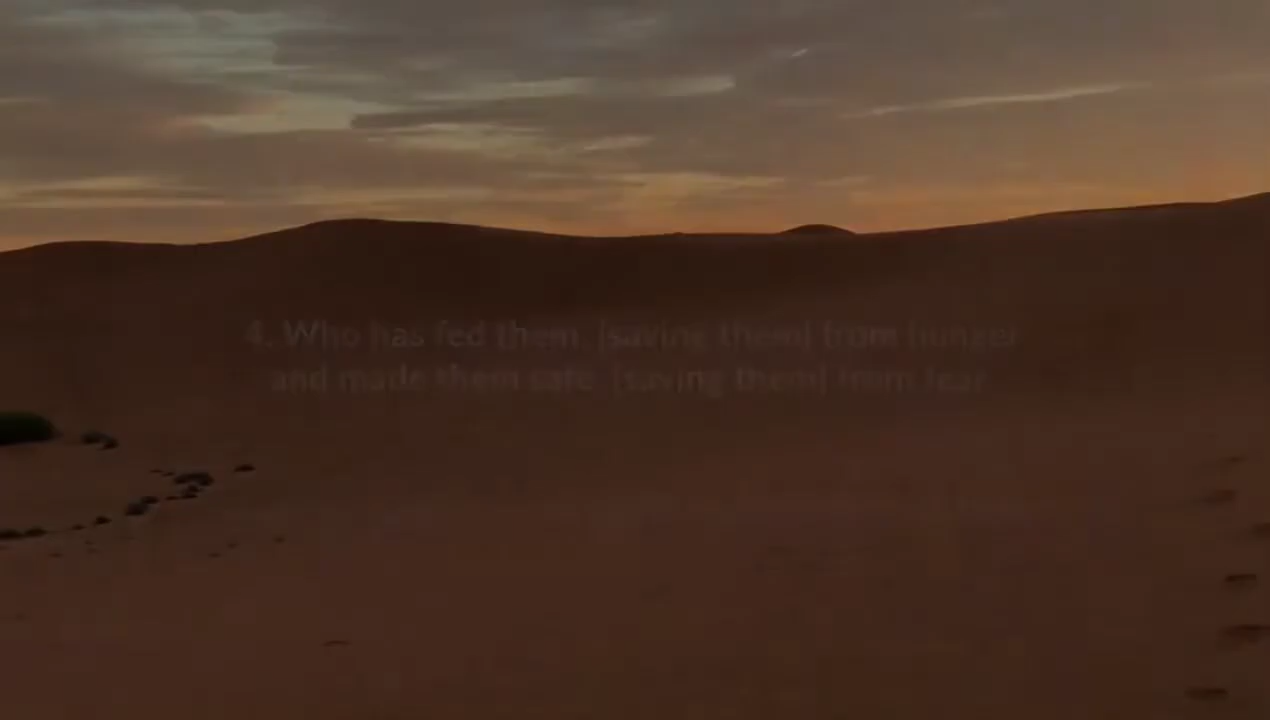 4. Who has fed them, [saving them] from hunger
and made them safe, [saving them] from fear.